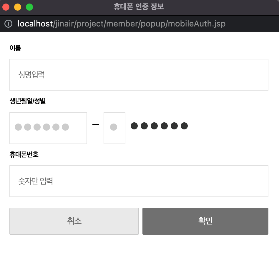 휴대폰 인증 정보
localhost/jinair/project/member/popup/mobileAuth.jsp
이름
성명입력
생년월일/성별
●●●●●● — ● ●●●●●●
휴대폰번호
숫자만 입력
취소 확인